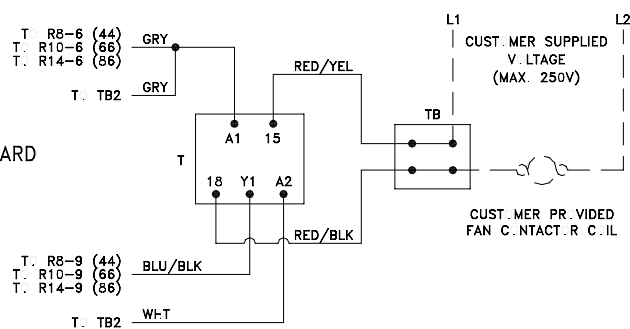 L1
L2
T. R8-6 (44)
T. R10-6 (66)
T. R14-6 (86)
GRY
CUST.MER SUPPLIED
V.LTAGE
(MAX. 250V)
RED/YEL
T. TB2
GRY
TB
A1
15
ARD
T
18
Y1
A2
CUST.MER PR.VIDED
FAN C.NTACT.R C.IL
RED/BLK
T. R8-9 (44)
T. R10-9 (66)
T. R14-9 (86)
BLU/BLK
T. TB2
WHT